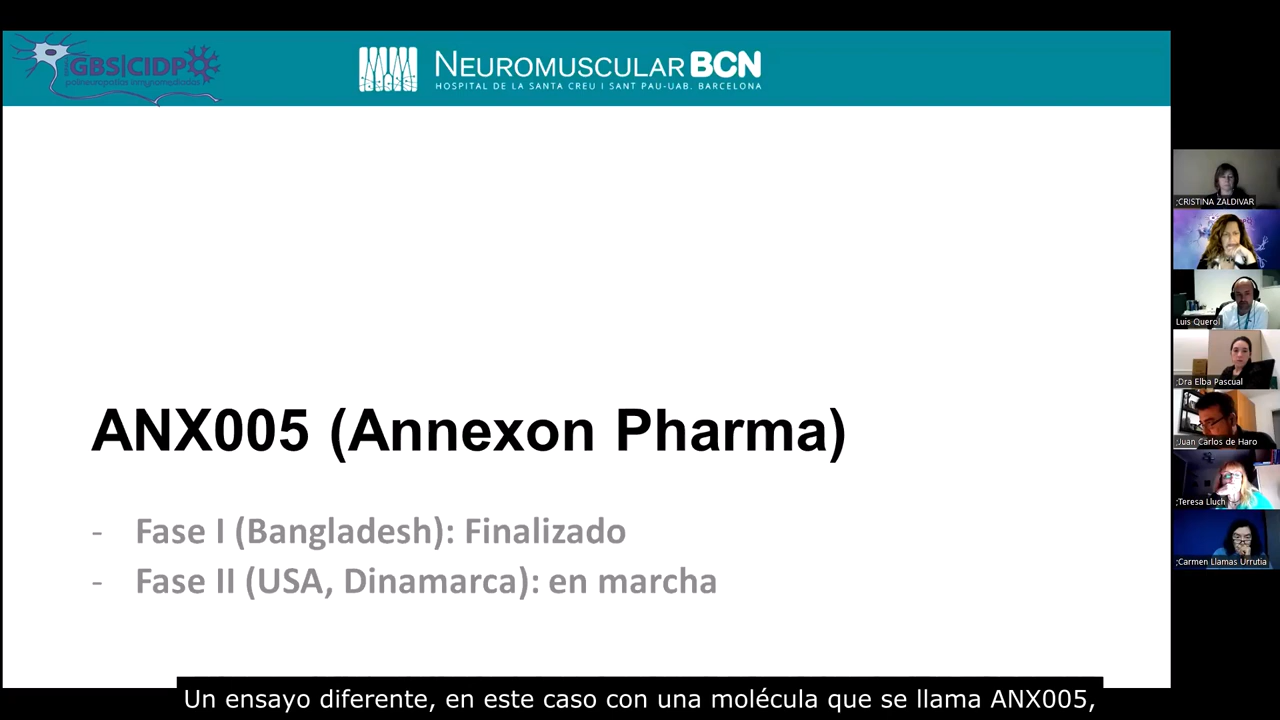 GBS|CIDP
polineuropatías inmunomediadas
NEUROMUSCULAR BCN
HOSPITAL DE LA SANTA CREU I SANT PAU-UAB. BARCELONA
ANX005 (Annexon Pharma)
- Fase I (Bangladesh): Finalizado
- Fase II (USA, Dinamarca): en marcha
;CRISTINA ZALDIVAR
Luis Querol
;Dra Elba Pascual
;Juan Carlos de Haro
;Teresa Lluch
;Carmen Llamas Urrutia
Un ensayo diferente, en este caso con una molécula que se llama ANX005,